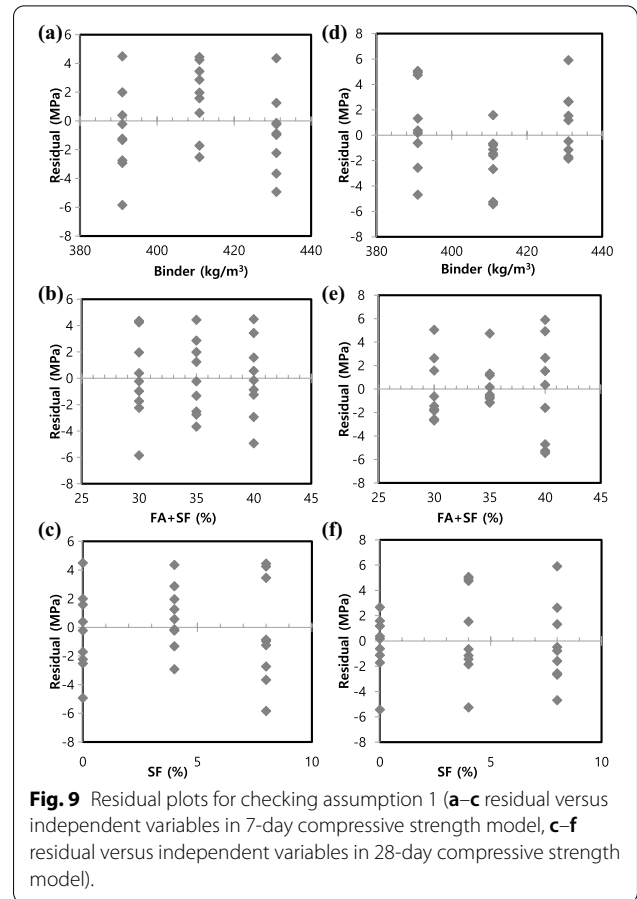 (a)
6
4
2
0
-2
-4
-6
-8
Residual (MPa)
380 400 420 440
Binder (kg/m³)
(d)
8
6
4
2
0
-2
-4
-6
-8
Residual (MPa)
380 400 420 440
Binder (kg/m³)
(b)
6
4
2
0
-2
-4
-6
-8
Residual (MPa)
25 30 35 40 45
FA+SF (%)
(e)
8
6
4
2
0
-2
-4
-6
-8
Residual (MPa)
25 30 35 40 45
FA+SF (%)
(c)
6
4
2
0
-2
-4
-6
-8
Residual (MPa)
0 5 10
SF (%)
(f)
8
6
4
2
0
-2
-4
-6
-8
Residual (MPa)
0 5 10
SF (%)
Fig. 9 Residual plots for checking assumption 1 (a–c residual versus
independent variables in 7-day compressive strength model, c–f
residual versus independent variables in 28-day compressive strength
model).